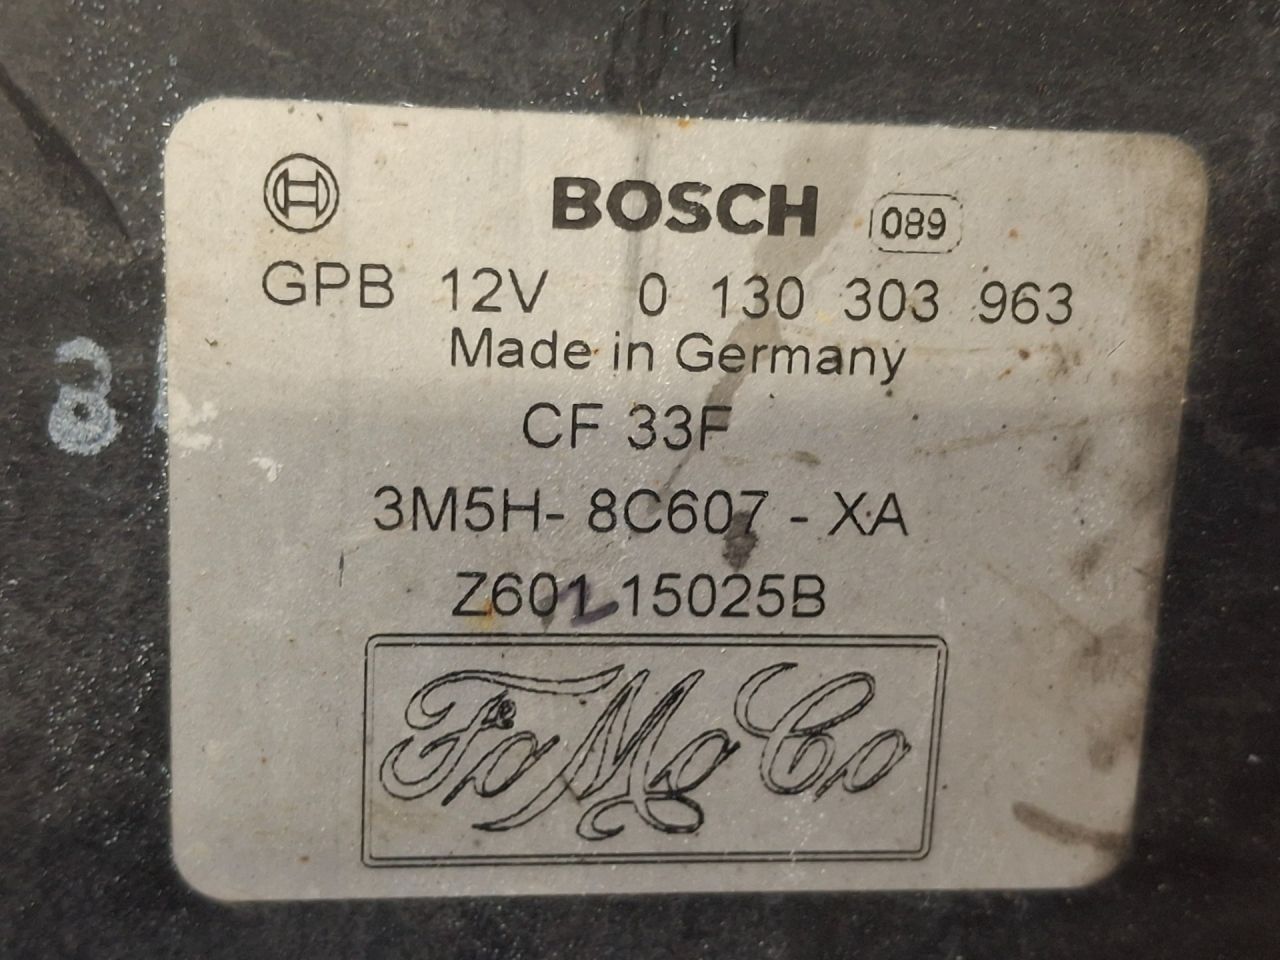 BOSCH 089
GPB 12V 0 130 303 963
Made in Germany
CF 33F
3M5H- 8C607 - XA
Z601 15025B
FoMoCo